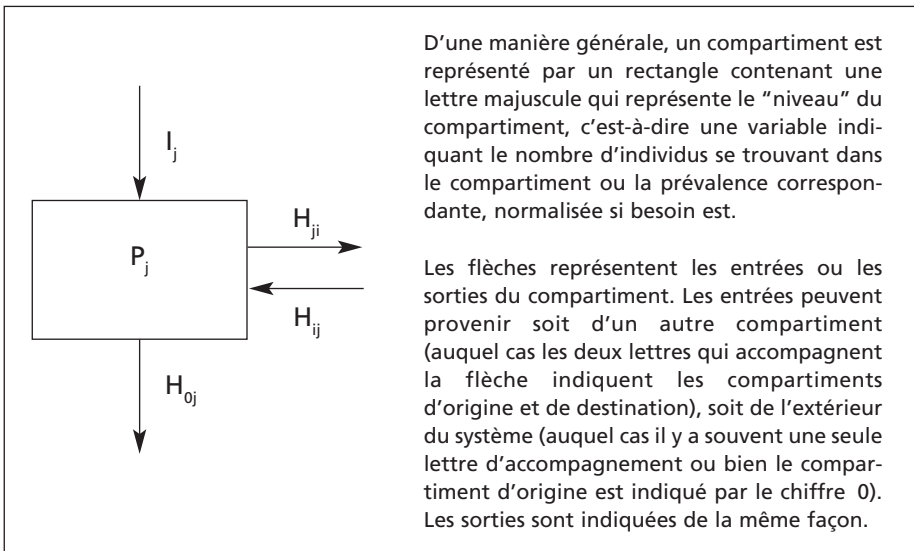 I_j
P_j
H_ji
H_ij
H_0j
D'une manière générale, un compartiment est
représenté par un rectangle contenant une
lettre majuscule qui représente le "niveau" du
compartiment, c'est-à-dire une variable indi-
quant le nombre d'individus se trouvant dans
le compartiment ou la prévalence correspon-
dante, normalisée si besoin est.
Les flèches représentent les entrées ou les
sorties du compartiment. Les entrées peuvent
provenir soit d'un autre compartiment
(auquel cas les deux lettres qui accompagnent
la flèche indiquent les compartiments
d'origine et de destination), soit de l'extérieur
du système (auquel cas il y a souvent une seule
lettre d'accompagnement ou bien le compar-
timent d'origine est indiqué par le chiffre 0).
Les sorties sont indiquées de la même façon.